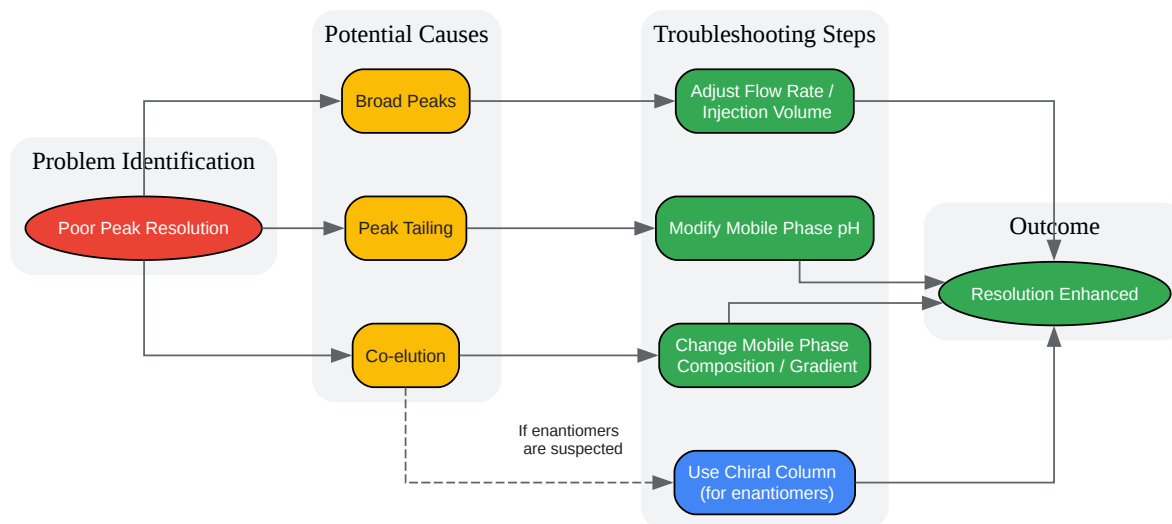 Potential Causes
Troubleshooting Steps
Broad Peaks
Adjust Flow Rate /
Injection Volume
Problem Identification
Poor Peak Resolution
Peak Tailing
Modify Mobile Phase pH
Outcome
Resolution Enhanced
Co-elution
Change Mobile Phase
Composition / Gradient
If enantiomers
are suspected
Use Chiral Column
(for enantiomers)